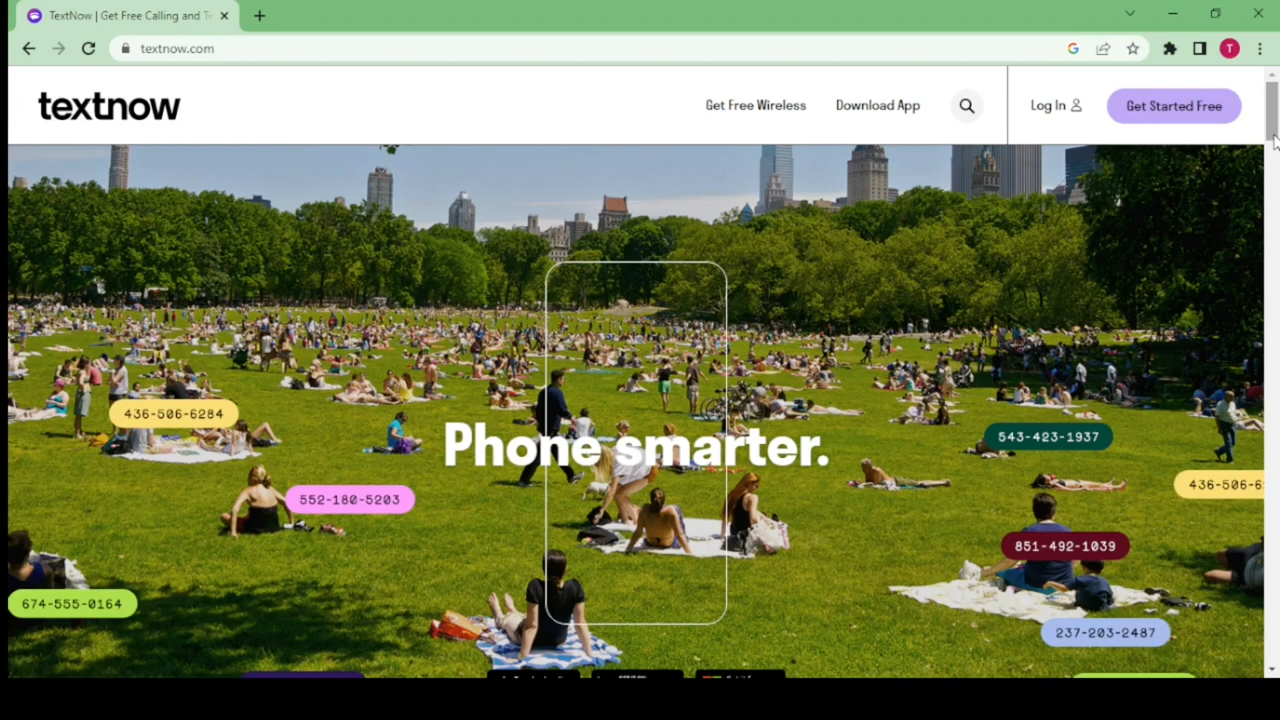 TextNow | Get Free Calling and Te
textnow.com
T
textnow
Get Free Wireless
Download App
Log In
Get Started Free
436-506-6284
Phone smarter.
543-423-1937
436-506-6
552-180-5203
851-492-1039
674-555-0164
237-203-2487